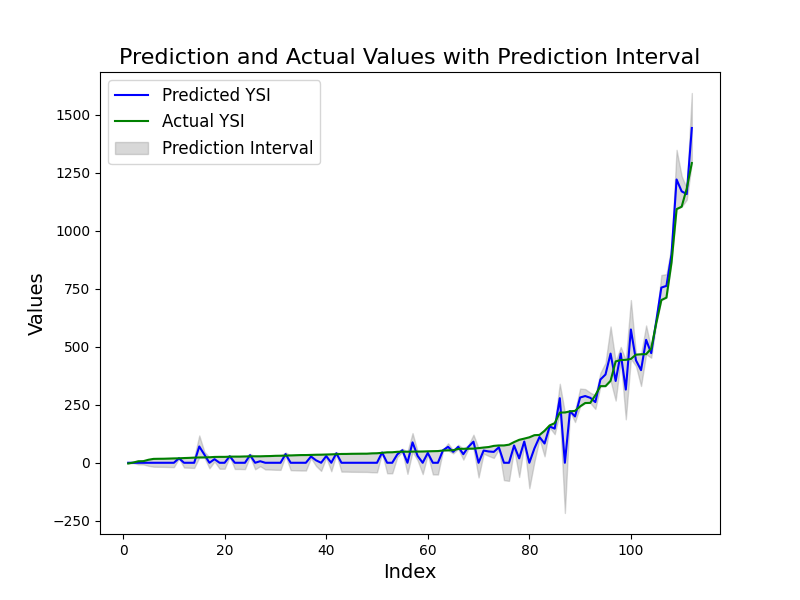 Prediction and Actual Values with Prediction Interval
Predicted YSI
Actual YSI
Prediction Interval
1500
1250
1000
750
500
250
0
−250
Values
0 20 40 60 80 100
Index